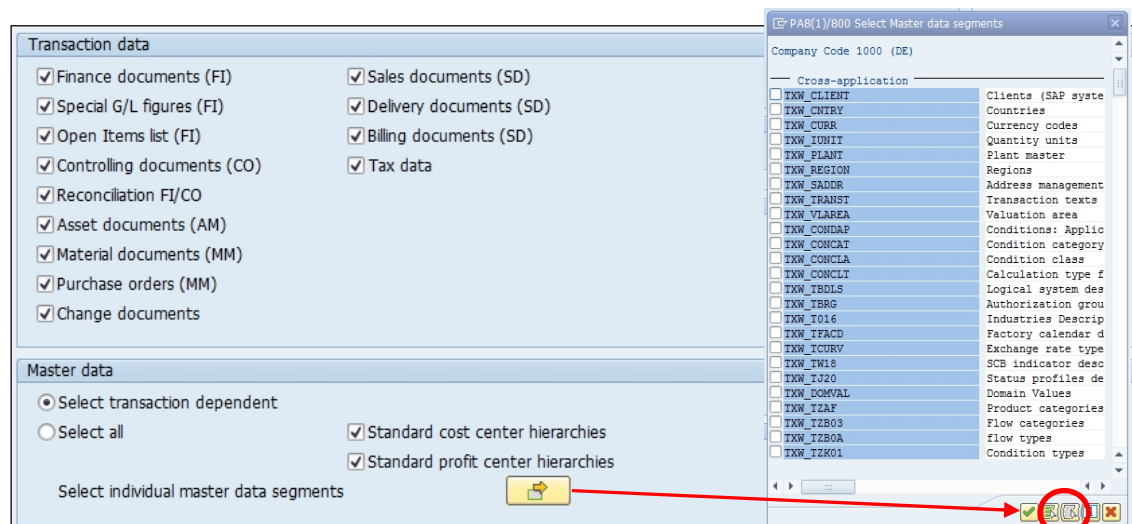 Transaction data
Finance documents (FI)
Sales documents (SD)
Special G/L figures (FI)
Delivery documents (SD)
Open Items list (FI)
Billing documents (SD)
Controlling documents (CO)
Tax data
Reconciliation FI/CO
Asset documents (AM)
Material documents (MM)
Purchase orders (MM)
Change documents
Master data
Select transaction dependent
Select all
Standard cost center hierarchies
Standard profit center hierarchies
Select individual master data segments
PA8(1)/800 Select Master data segments
Company Code 1000 (DE)
Cross-application
TXW_CLIENT Clients (SAP syste
TXW_CNTRY Countries
TXW_CURR Currency codes
TXW_IUNIT Quantity units
TXW_PLANT Plant master
TXW_REGION Regions
TXW_SADDR Address management
TXW_TRANST Transaction texts
TXW_VLAREA Valuation area
TXW_CONDAP Conditions: Applic
TXW_CONCAT Condition category
TXW_CONCLA Condition class
TXW_CONCLT Calculation type f
TXW_TBDLS Logical system des
TXW_TBRG Authorization grou
TXW_T016 Industries Descrip
TXW_TFACD Factory calendar d
TXW_TCURV Exchange rate type
TXW_TW18 SCB indicator desc
TXW_TJ20 Status profiles de
TXW_DOMVAL Domain Values
TXW_TZAF Product categories
TXW_TZB03 Flow categories
TXW_TZB0A flow types
TXW_TZK01 Condition types